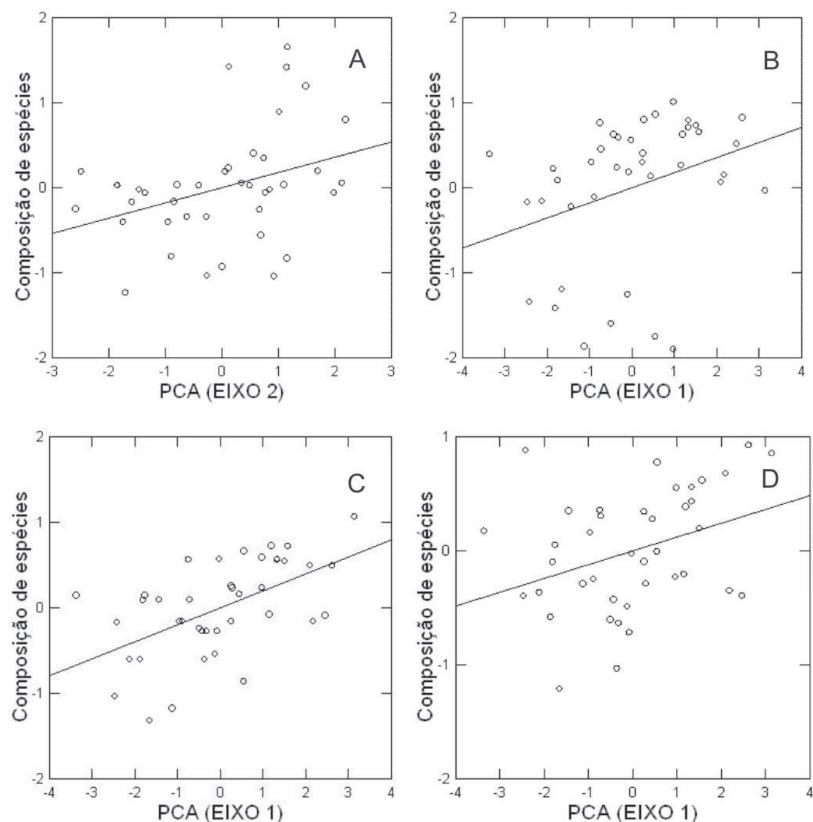 A
Composição de espécies
2
1
0
-1
-2
-3 -2 -1 0 1 2 3
PCA (EIXO 2)
B
Composição de espécies
2
1
0
-1
-2
-4 -3 -2 -1 0 1 2 3 4
PCA (EIXO 1)
C
Composição de espécies
2
1
0
-1
-2
-4 -3 -2 -1 0 1 2 3 4
PCA (EIXO 1)
D
Composição de espécies
1
0
-1
-2
-4 -3 -2 -1 0 1 2 3 4
PCA (EIXO 1)